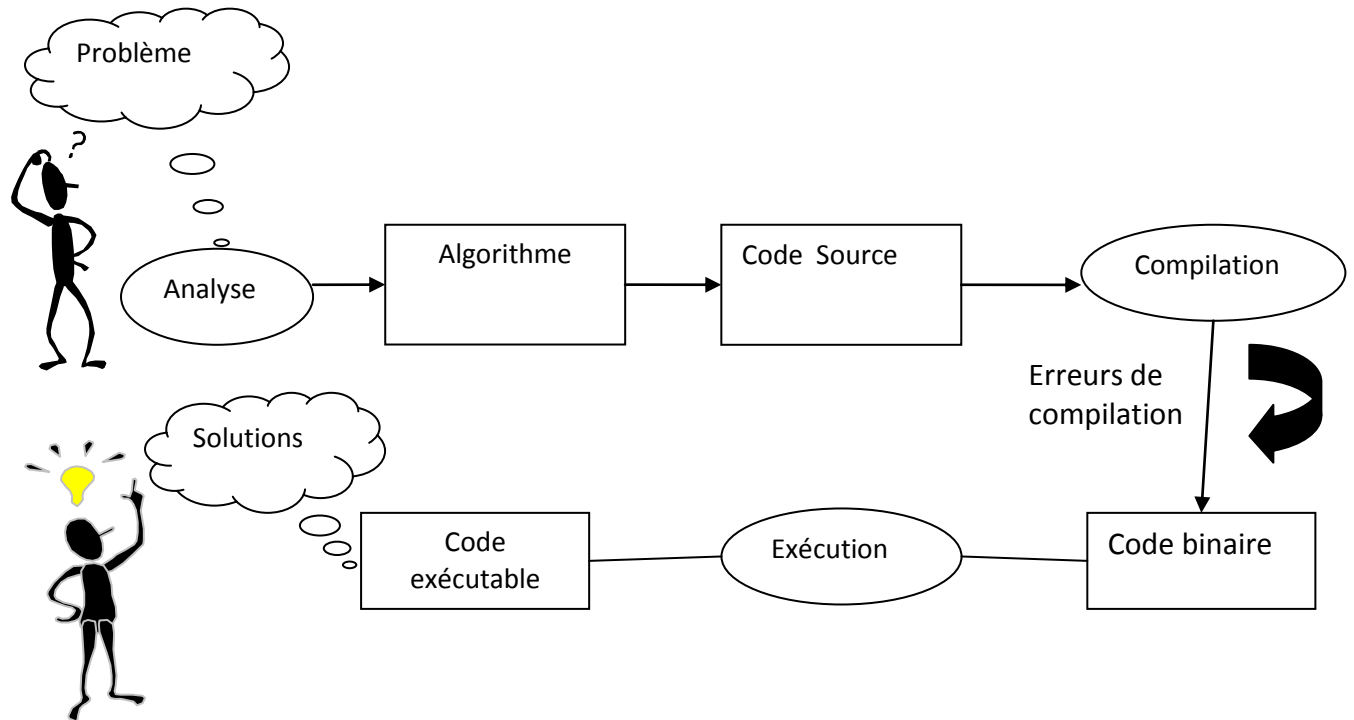 Problème
?
Analyse
Algorithme
Code Source
Compilation
Erreurs de
compilation
Solutions
Code
exécutable
Exécution
Code binaire